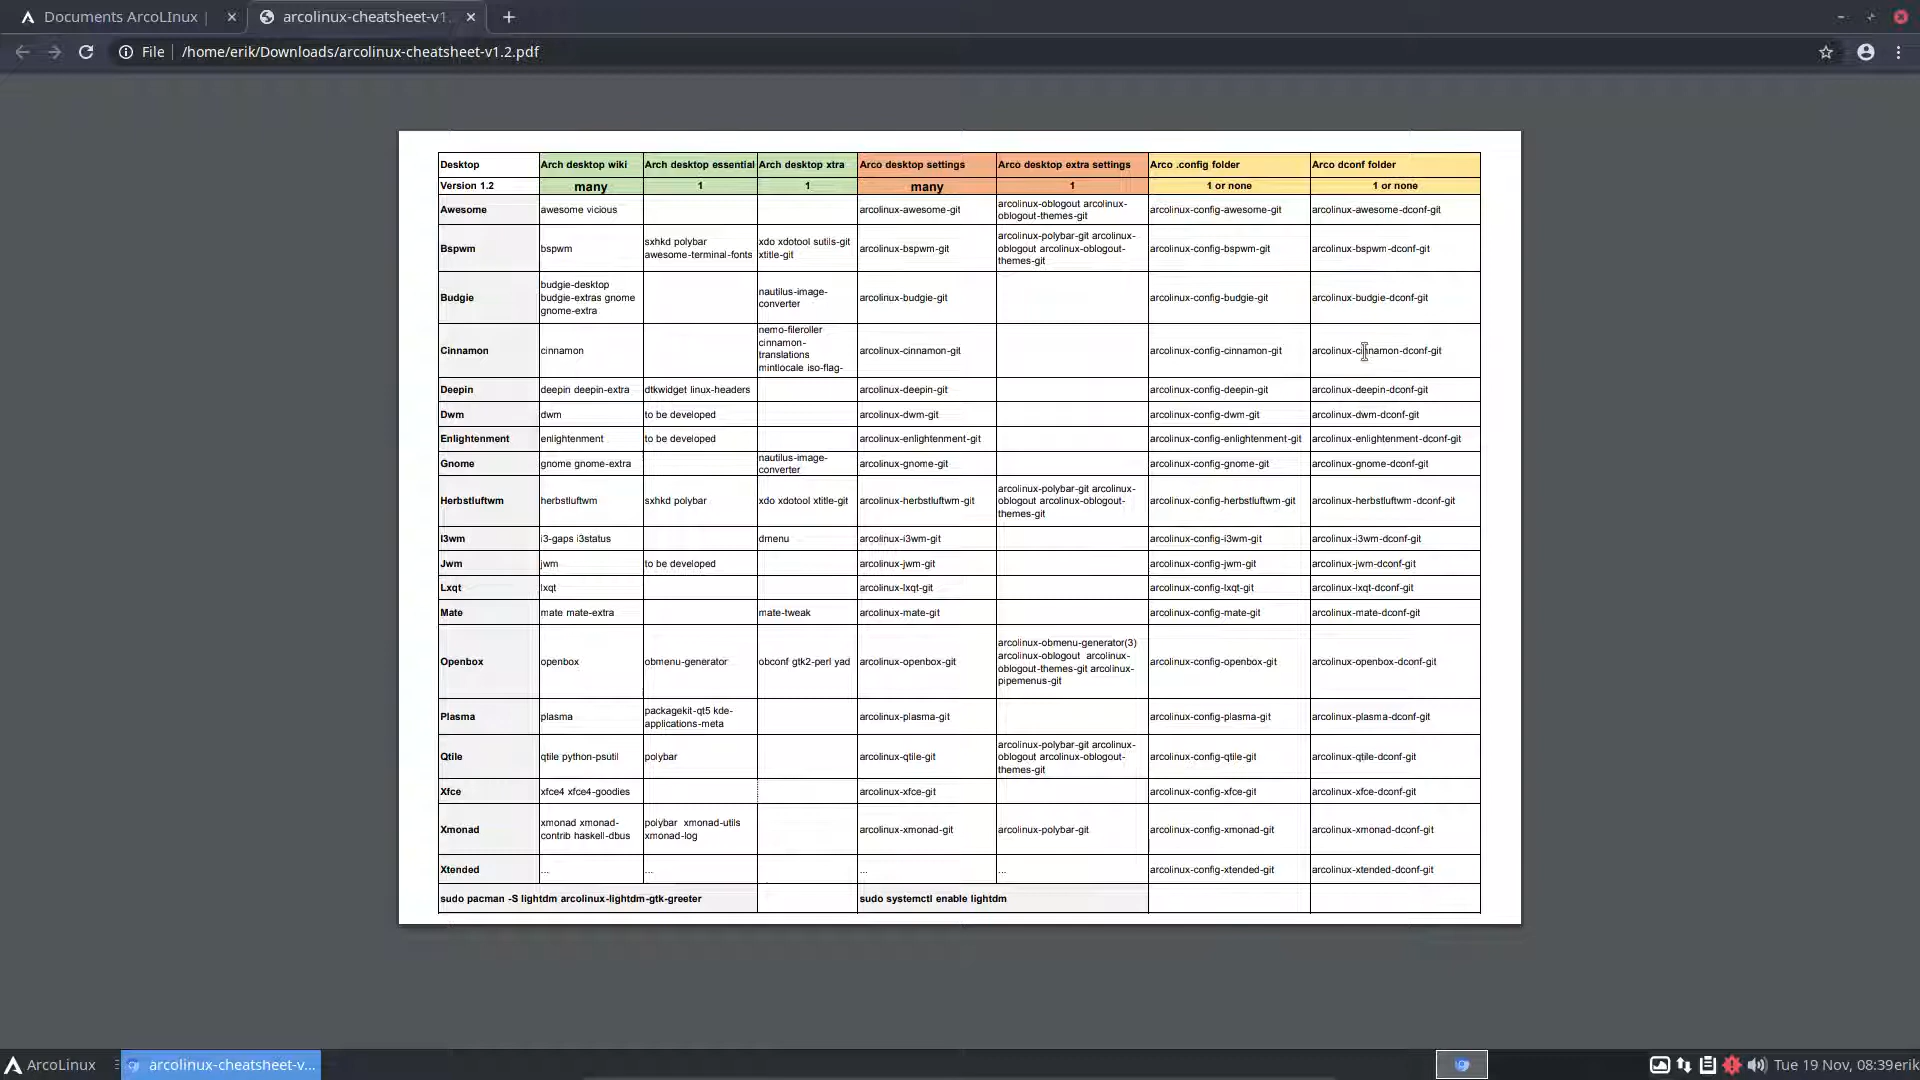 Documents ArcoLInux |
arcolinux-cheatsheet-v1.
File /home/erik/Downloads/arcolinux-cheatsheet-v1.2.pdf
Desktop Arch desktop wiki Arch desktop essential Arch desktop xtra Arco desktop settings Arco desktop extra settings Arco .config folder Arco dconf folder
Version 1.2 many 1 1 many 1 1 or none 1 or none
Awesome awesome vicious arcolinux-awesome-git arcolinux-oblogout arcolinux-
oblogout-themes-git arcolinux-config-awesome-git arcolinux-awesome-dconf-git
Bspwm bspwm sxhkd polybar
awesome-terminal-fonts xdo xdotool sutils-git
xtitle-git arcolinux-bspwm-git arcolinux-polybar-git arcolinux-
oblogout arcolinux-oblogout-
themes-git arcolinux-config-bspwm-git arcolinux-bspwm-dconf-git
Budgie budgie-desktop
budgie-extras gnome
gnome-extra nautilus-image-
converter arcolinux-budgie-git arcolinux-config-budgie-git arcolinux-budgie-dconf-git
Cinnamon cinnamon nemo-fileroller
cinnamon-
translations
mintlocale iso-flag- arcolinux-cinnamon-git arcolinux-config-cinnamon-git arcolinux-cinnamon-dconf-git
Deepin deepin deepin-extra dtkwidget linux-headers arcolinux-deepin-git arcolinux-config-deepin-git arcolinux-deepin-dconf-git
Dwm dwm to be developed arcolinux-dwm-git arcolinux-config-dwm-git arcolinux-dwm-dconf-git
Enlightenment enlightenment to be developed arcolinux-enlightenment-git arcolinux-config-enlightenment-git arcolinux-enlightenment-dconf-git
Gnome gnome gnome-extra nautilus-image-
converter arcolinux-gnome-git arcolinux-config-gnome-git arcolinux-gnome-dconf-git
Herbstluftwm herbstluftwm sxhkd polybar xdo xdotool xtitle-git arcolinux-herbstluftwm-git arcolinux-polybar-git arcolinux-
oblogout arcolinux-oblogout-
themes-git arcolinux-config-herbstluftwm-git arcolinux-herbstluftwm-dconf-git
I3wm i3-gaps i3status dmenu arcolinux-i3wm-git arcolinux-config-i3wm-git arcolinux-i3wm-dconf-git
Jwm jwm to be developed arcolinux-jwm-git arcolinux-config-jwm-git arcolinux-jwm-dconf-git
Lxqt lxqt arcolinux-lxqt-git arcolinux-config-lxqt-git arcolinux-lxqt-dconf-git
Mate mate mate-extra mate-tweak arcolinux-mate-git arcolinux-config-mate-git arcolinux-mate-dconf-git
Openbox openbox obmenu-generator obconf gtk2-perl yad arcolinux-openbox-git arcolinux-obmenu-generator(3)
arcolinux-oblogout arcolinux-
oblogout-themes-git arcolinux-
pipemenus-git arcolinux-config-openbox-git arcolinux-openbox-dconf-git
Plasma plasma packagekit-qt5 kde-
applications-meta arcolinux-plasma-git arcolinux-config-plasma-git arcolinux-plasma-dconf-git
Qtile qtile python-psutil polybar arcolinux-qtile-git arcolinux-polybar-git arcolinux-
oblogout arcolinux-oblogout-
themes-git arcolinux-config-qtile-git arcolinux-qtile-dconf-git
Xfce xfce4 xfce4-goodies arcolinux-xfce-git arcolinux-config-xfce-git arcolinux-xfce-dconf-git
Xmonad xmonad xmonad-
contrib haskell-dbus polybar xmonad-utils
xmonad-log arcolinux-xmonad-git arcolinux-polybar-git arcolinux-config-xmonad-git arcolinux-xmonad-dconf-git
Xtended ... ... ... ... arcolinux-config-xtended-git arcolinux-xtended-dconf-git
sudo pacman -S lightdm arcolinux-lightdm-gtk-greeter sudo systemctl enable lightdm
ArcoLinux arcolinux-cheatsheet-v... Tue 19 Nov, 08:39erik